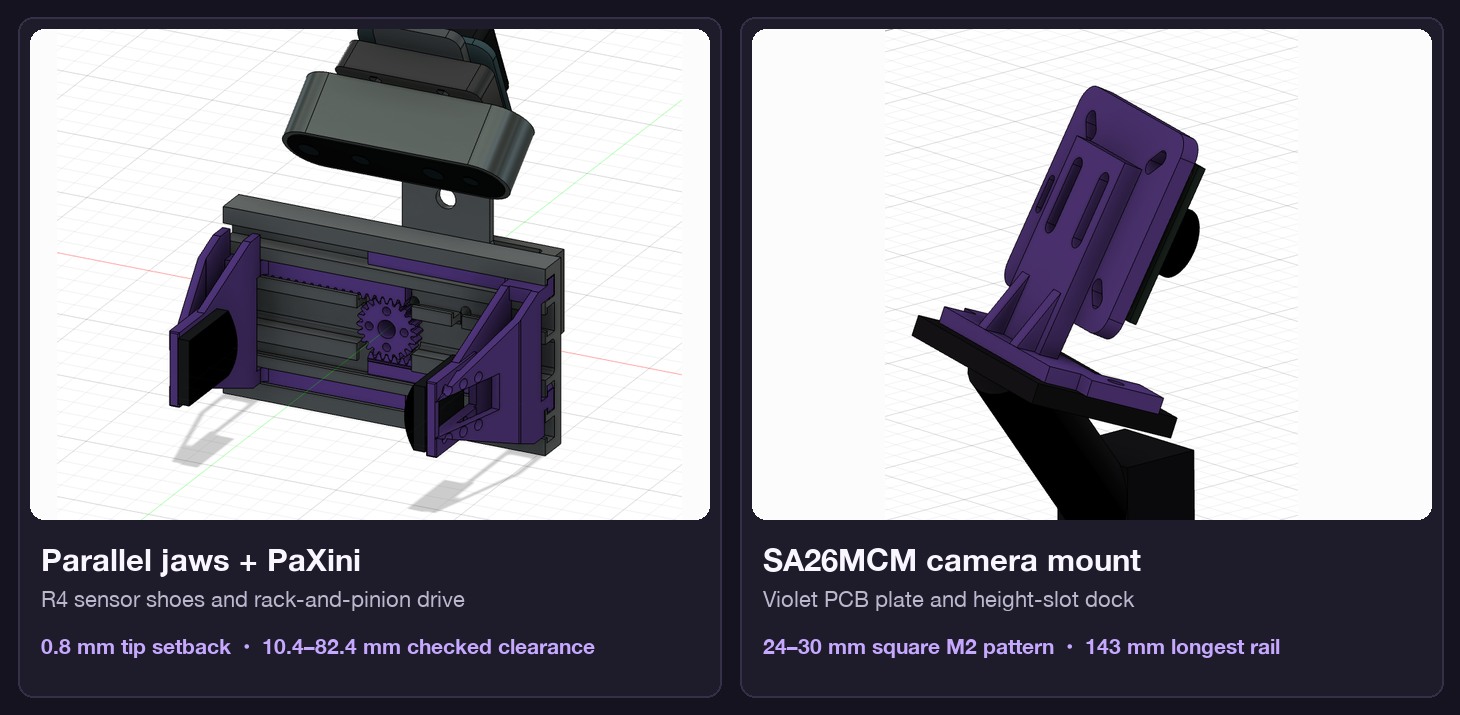 Parallel jaws + PaXini
R4 sensor shoes and rack-and-pinion drive
0.8 mm tip setback • 10.4–82.4 mm checked clearance
SA26MCM camera mount
Violet PCB plate and height-slot dock
24–30 mm square M2 pattern • 143 mm longest rail